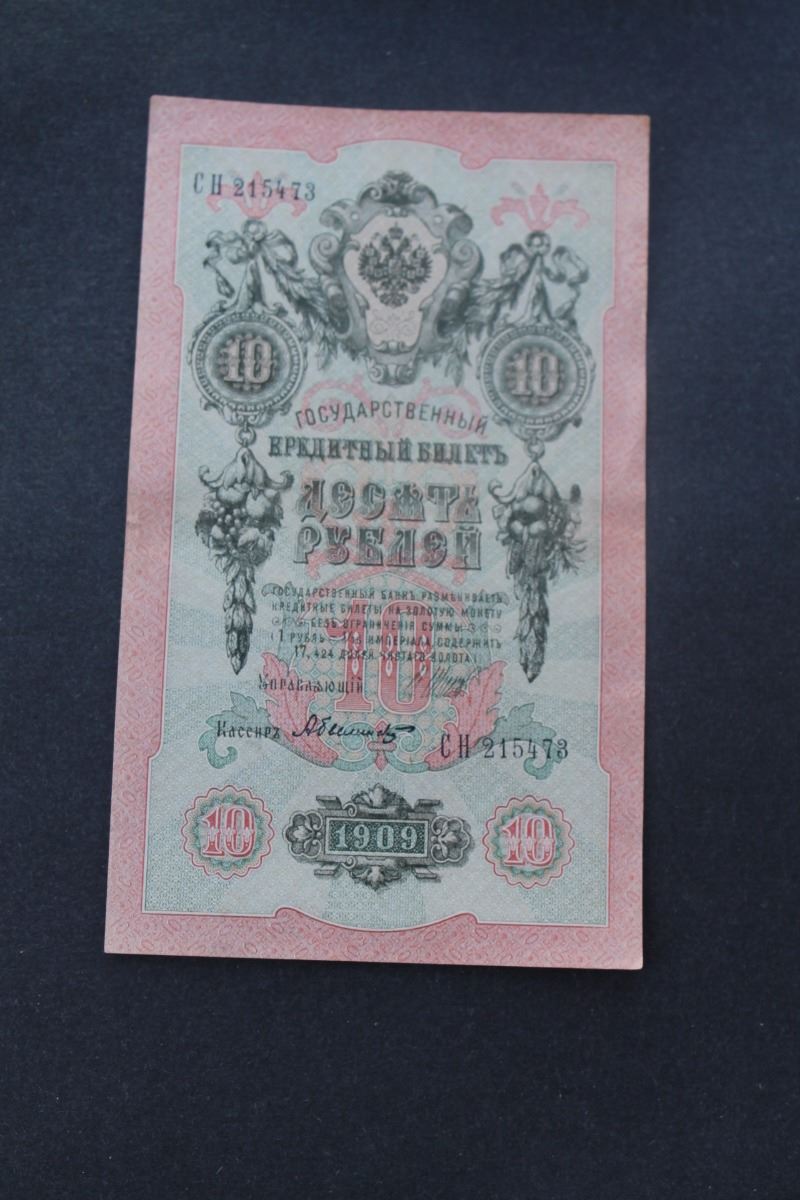 СН 215473
10
10
ГОСУДАРСТВЕННЫЙ
КРЕДИТНЫЙ БИЛЕТЪ
ДЕСЯТЬ
РУБЛЕЙ
ГОСУДАРСТВЕННЫЙ БАНКЪ РАЗМѢНИВАЕТЪ
КРЕДИТНЫЕ БИЛЕТЫ НА ЗОЛОТУЮ МОНЕТУ
БЕЗЪ ОГРАНИЧЕНІЯ СУММЫ
(1 РУБЛЬ = 1/15 ИМПЕРІАЛА, СОДЕРЖИТЪ
17,424 ДОЛЕЙ ЧИСТАГО ЗОЛОТА)
10
УПРАВЛЯЮЩІЙ
Кассиръ
СН 215473
10
1909
10